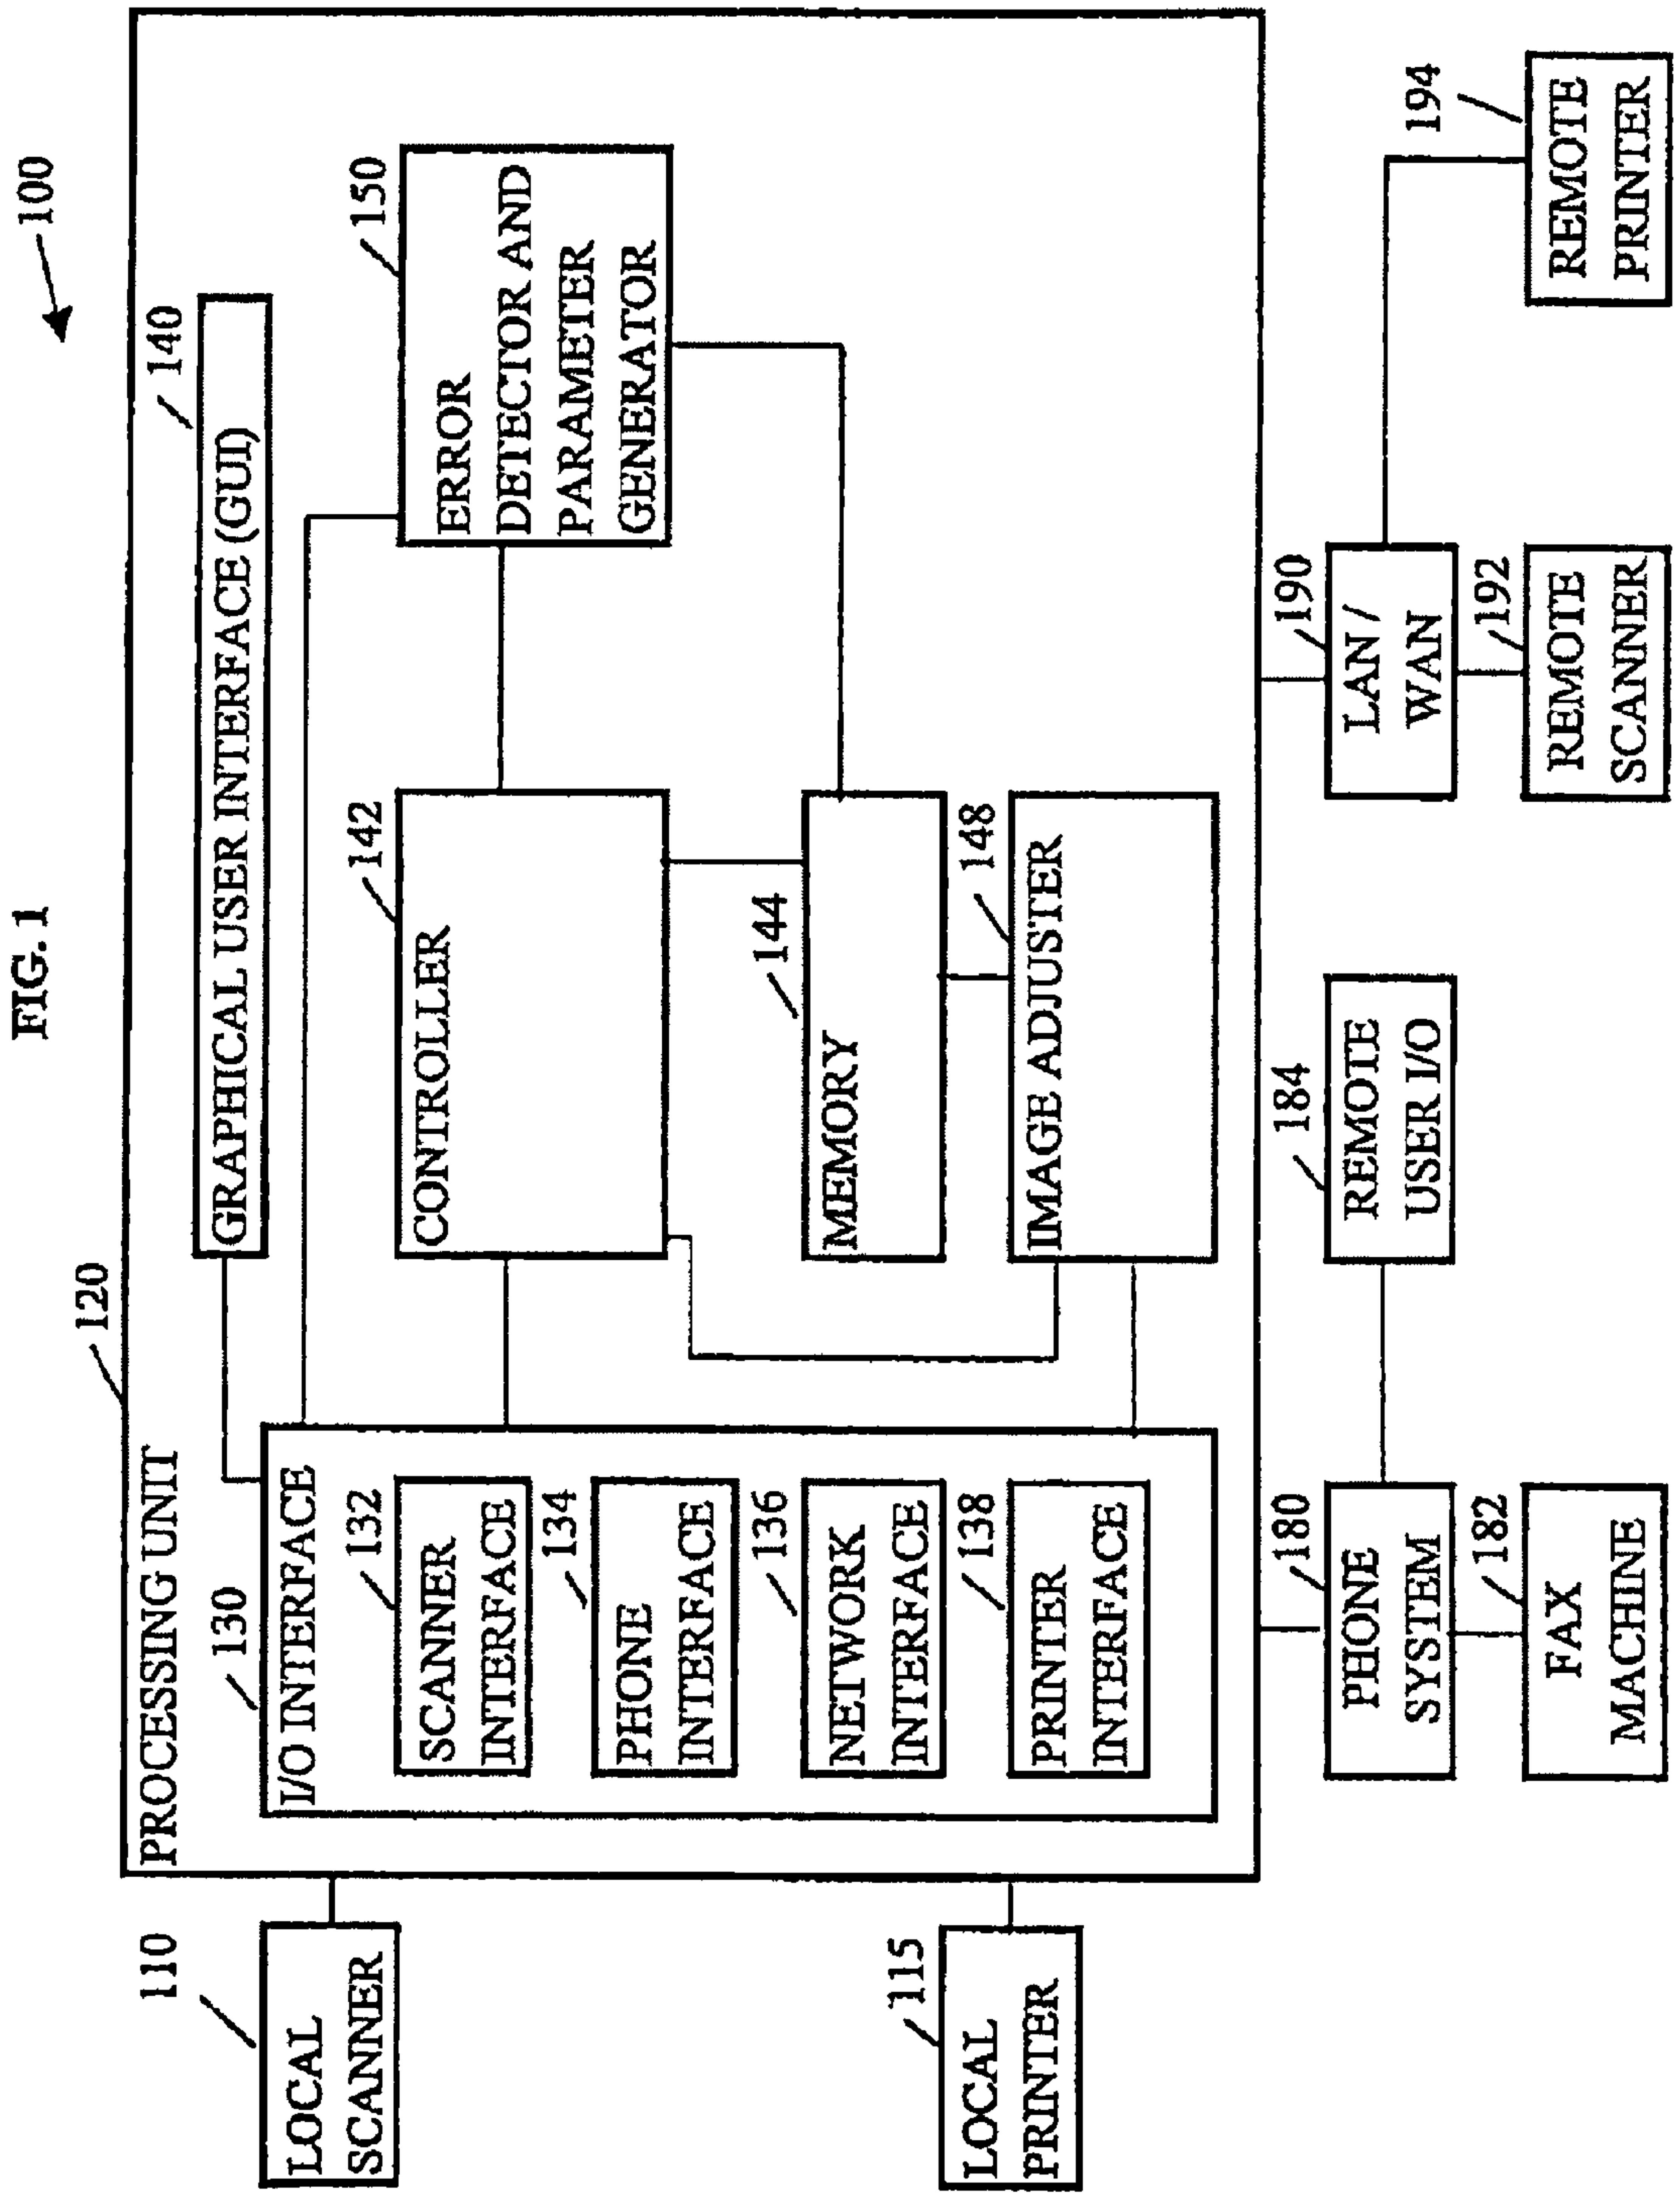 FIG. 1
100
120
PROCESSING UNIT
140
GRAPHICAL USER INTERFACE (GUI)
130
I/O INTERFACE
110
LOCAL
SCANNER
132
SCANNER
INTERFACE
142
CONTROLLER
150
ERROR
DETECTOR AND
PARAMETER
GENERATOR
134
PHONE
INTERFACE
136
NETWORK
INTERFACE
144
MEMORY
115
LOCAL
PRINTER
138
PRINTER
INTERFACE
148
IMAGE ADJUSTER
180
PHONE
SYSTEM
184
REMOTE
USER I/O
190
LAN /
WAN
194
REMOTE
PRINTER
182
FAX
MACHINE
192
REMOTE
SCANNER